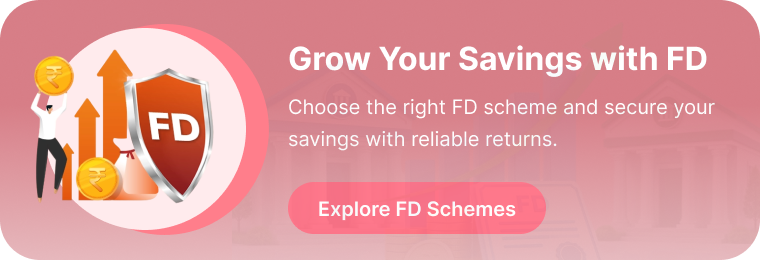 Grow Your Savings with FD
Choose the right FD scheme and secure your
savings with reliable returns.
Explore FD Schemes
FD
₹
₹